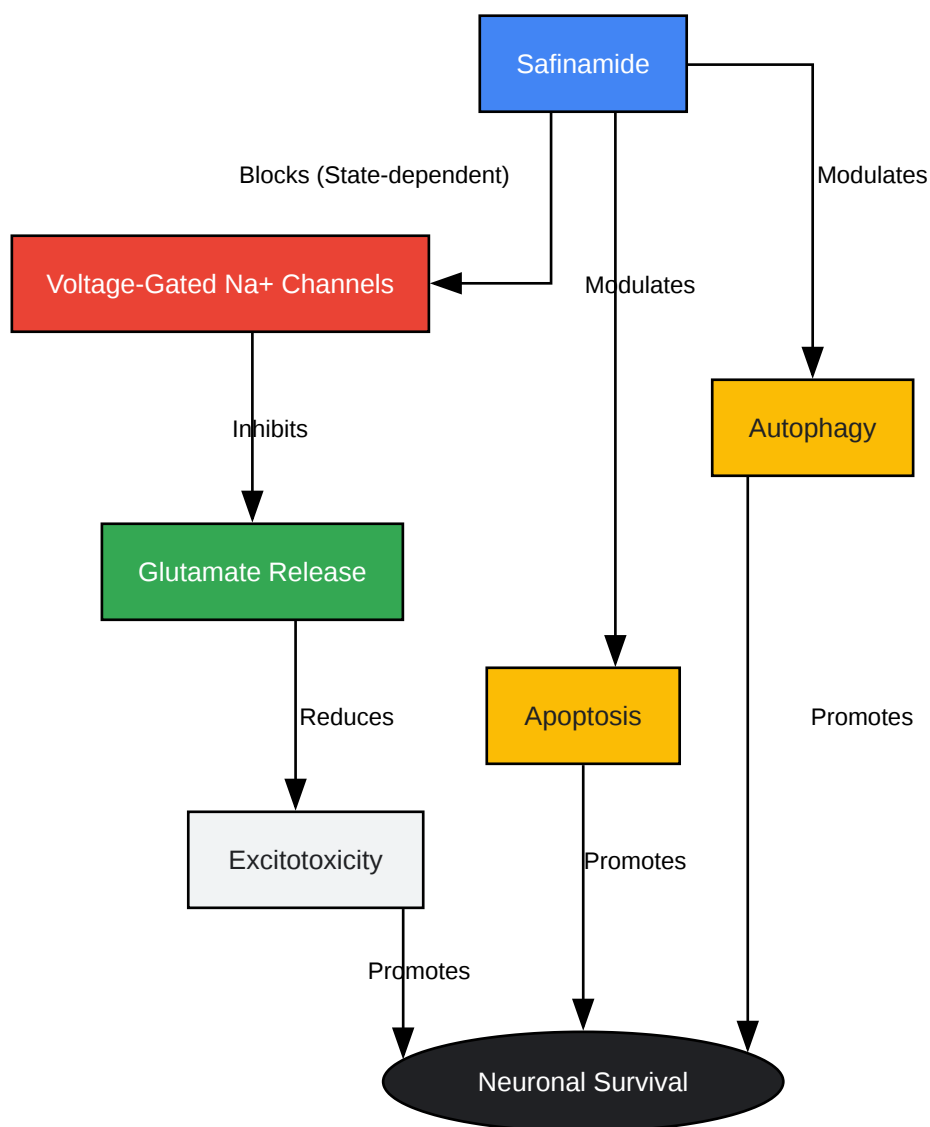 Safinamide
Blocks (State-dependent)
Modulates
Voltage-Gated Na+ Channels
Modulates
Inhibits
Autophagy
Glutamate Release
Reduces
Apoptosis
Promotes
Excitotoxicity
Promotes
Promotes
Neuronal Survival